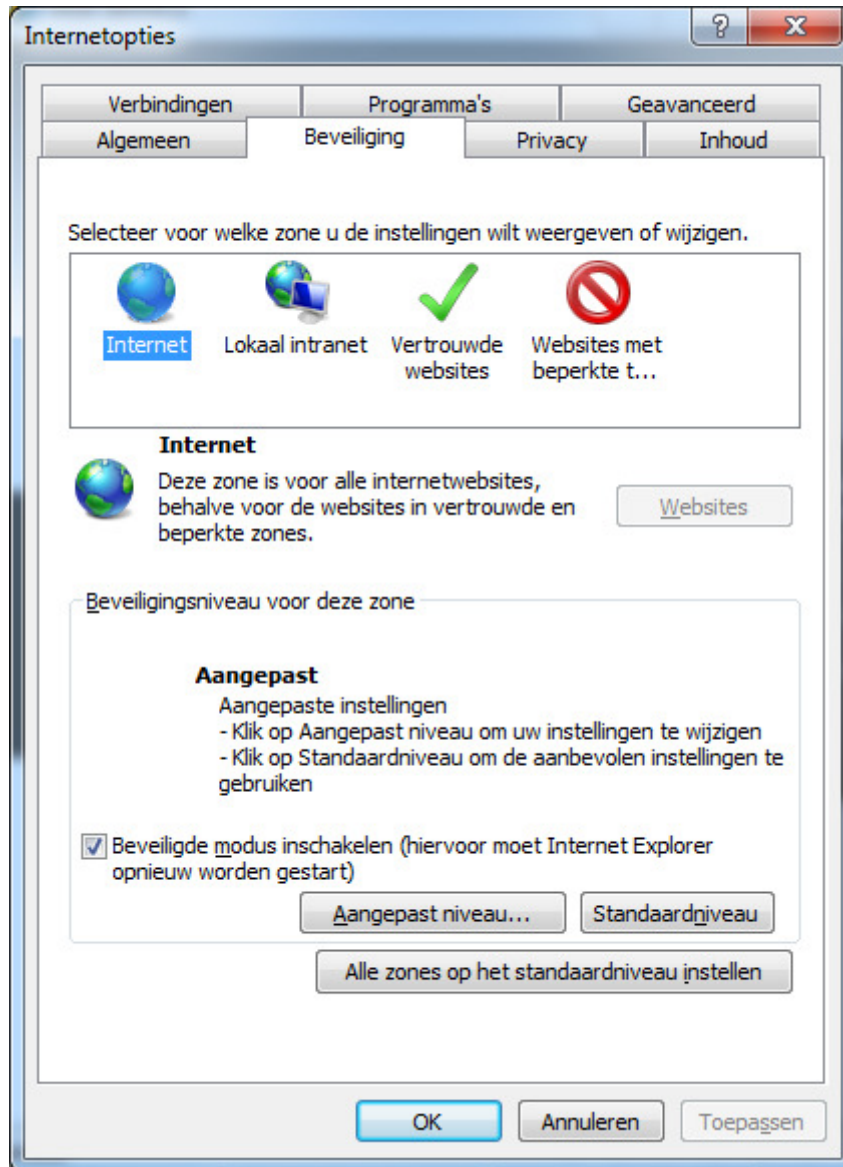 Internetopties
Verbindingen Programma's Geavanceerd
Algemeen Beveiliging Privacy Inhoud
Selecteer voor welke zone u de instellingen wilt weergeven of wijzigen.
Internet Lokaal intranet Vertrouwde websites Websites met beperkte t...
Internet
Deze zone is voor alle internetwebsites,
behalve voor de websites in vertrouwde en
beperkte zones.
Websites
Beveiligingsniveau voor deze zone
Aangepast
Aangepaste instellingen
- Klik op Aangepast niveau om uw instellingen te wijzigen
- Klik op Standaardniveau om de aanbevolen instellingen te
gebruiken
Beveiligde modus inschakelen (hiervoor moet Internet Explorer
opnieuw worden gestart)
Aangepast niveau... Standaardniveau
Alle zones op het standaardniveau instellen
OK Annuleren Toepassen